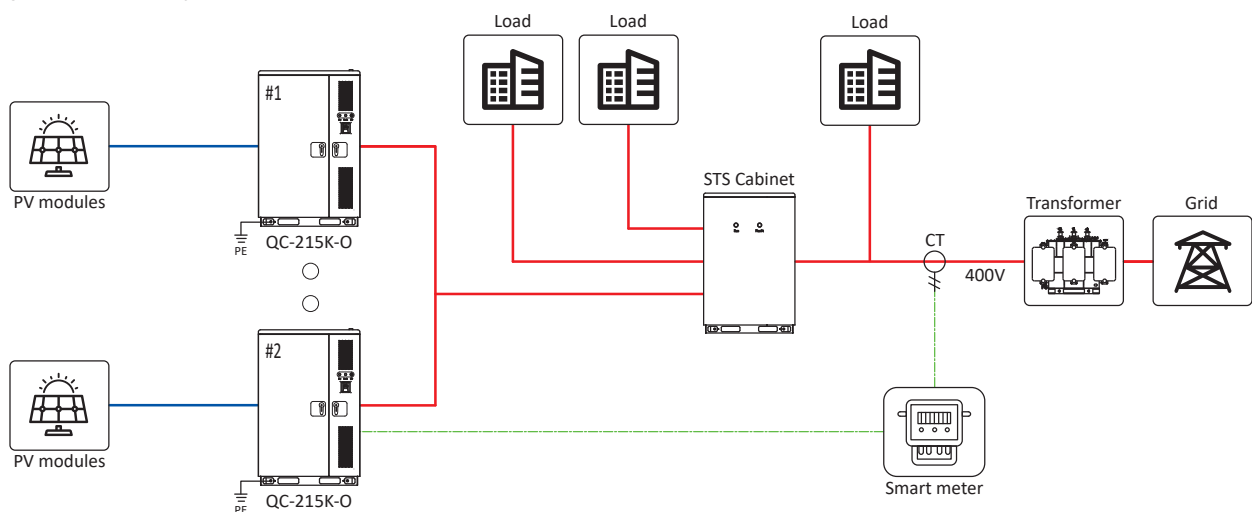 Load
Load
Load
#1
PV modules
PE
QC-215K-O
STS Cabinet
CT
400V
Transformer
Grid
#2
PV modules
PE
QC-215K-O
Smart meter